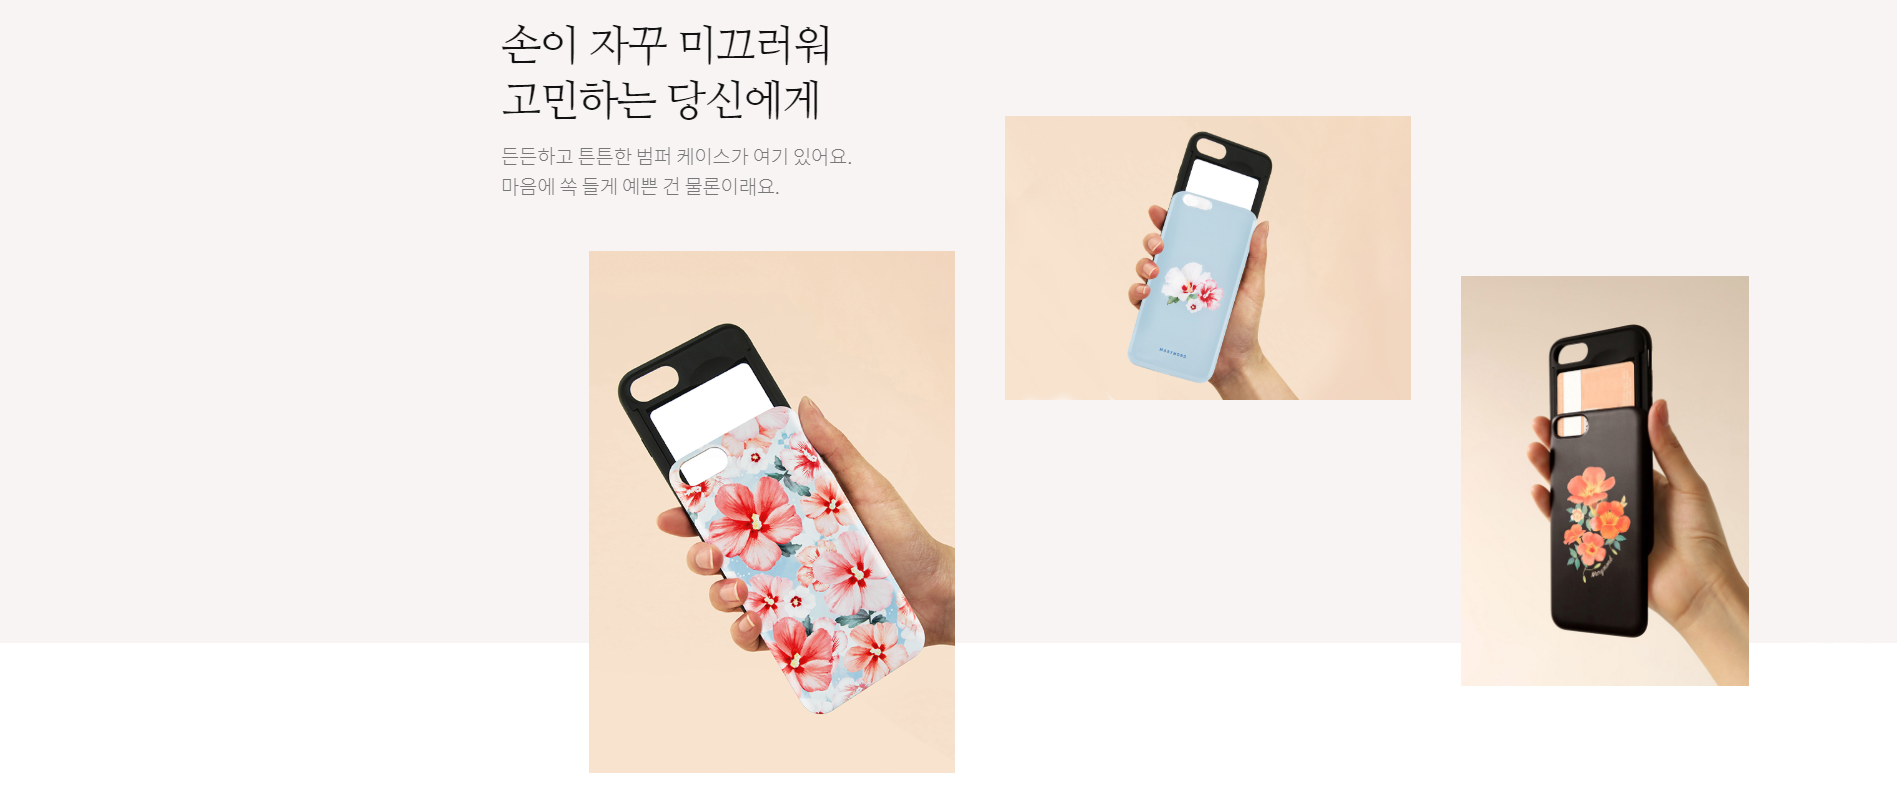 손이 자꾸 미끄러워
고민하는 당신에게
든든하고 튼튼한 범퍼 케이스가 여기 있어요.
마음에 쏙 들게 예쁜 건 물론이래요.